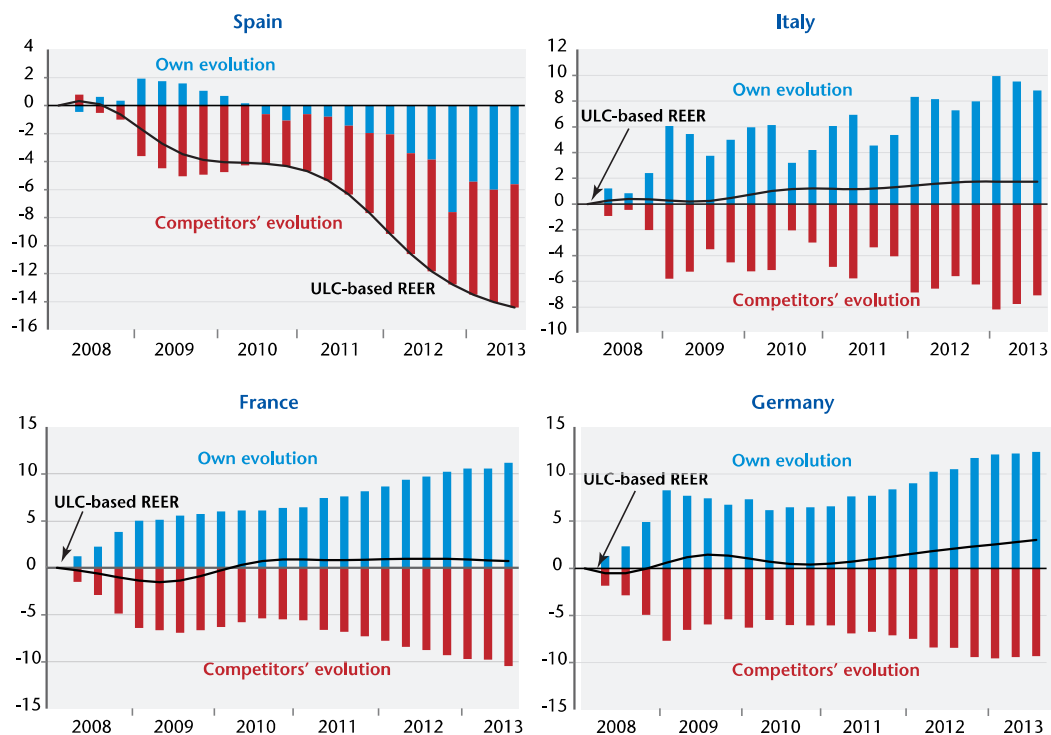 Spain
4
2
0
-2
-4
-6
-8
-10
-12
-14
-16
Own evolution
Competitors’ evolution
ULC-based REER
2008 2009 2010 2011 2012 2013
Italy
12
10
8
6
4
2
0
-2
-4
-6
-8
-10
Own evolution
ULC-based REER
Competitors’ evolution
2008 2009 2010 2011 2012 2013
France
15
10
5
0
-5
-10
-15
Own evolution
ULC-based REER
Competitors’ evolution
2008 2009 2010 2011 2012 2013
Germany
15
10
5
0
-5
-10
-15
Own evolution
ULC-based REER
Competitors’ evolution
2008 2009 2010 2011 2012 2013